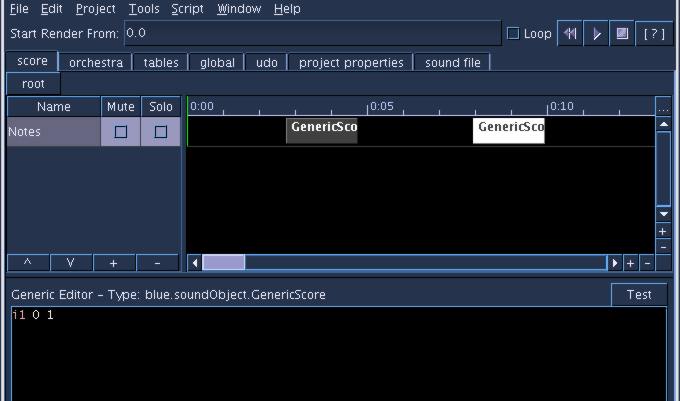 File Edit Project Tools Script Window Help
Start Render From: 0.0 Loop [ ? ]
score orchestra tables global udo project properties sound file
root
Name Mute Solo 0:00 0:05 0:10 ...
Notes GenericSco GenericSco
^ V + - + -
Generic Editor – Type: blue.soundObject.GenericScore Test
i1 0 1